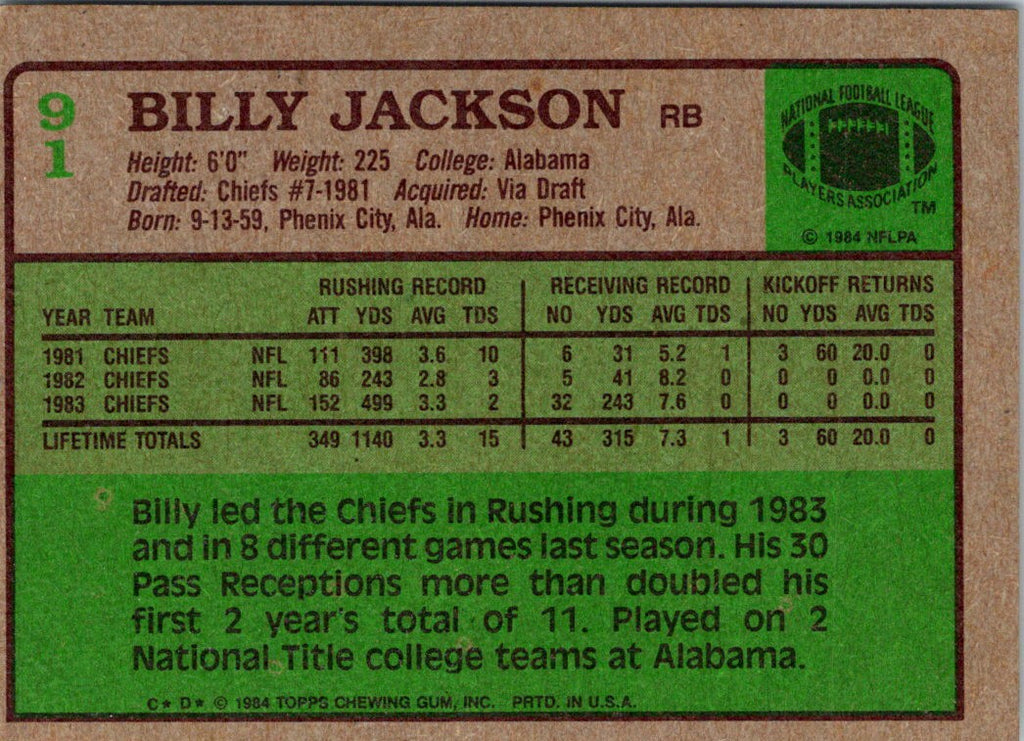 9
1
BILLY JACKSON RB
Height: 6'0" Weight: 225 College: Alabama
Drafted: Chiefs #7-1981 Acquired: Via Draft
Born: 9-13-59, Phenix City, Ala. Home: Phenix City, Ala.
NATIONAL FOOTBALL LEAGUE
PLAYERS ASSOCIATION
TM
© 1984 NFLPA
RUSHING RECORD RECEIVING RECORD KICKOFF RETURNS
YEAR TEAM ATT YDS AVG TDS NO YDS AVG TDS NO YDS AVG TDS
1981 CHIEFS NFL 111 398 3.6 10 6 31 5.2 1 3 60 20.0 0
1982 CHIEFS NFL 86 243 2.8 3 5 41 8.2 0 0 0 0.0 0
1983 CHIEFS NFL 152 499 3.3 2 32 243 7.6 0 0 0 0.0 0
LIFETIME TOTALS 349 1140 3.3 15 43 315 7.3 1 3 60 20.0 0
Billy led the Chiefs in Rushing during 1983
and in 8 different games last season. His 30
Pass Receptions more than doubled his
first 2 year's total of 11. Played on 2
National Title college teams at Alabama.
C* D* © 1984 TOPPS CHEWING GUM, INC. PRTD. IN U.S.A.